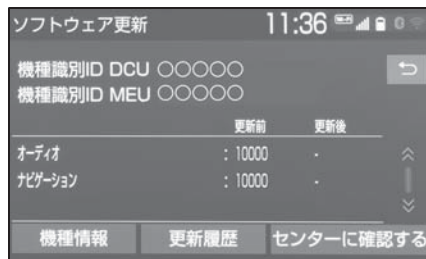 ソフトウェア更新 11:36
機種識別ID DCU ○○○○○
機種識別ID MEU ○○○○○
更新前 更新後
オーディオ : 10000 -
ナビゲーション : 10000 -
機種情報 更新履歴 センターに確認する